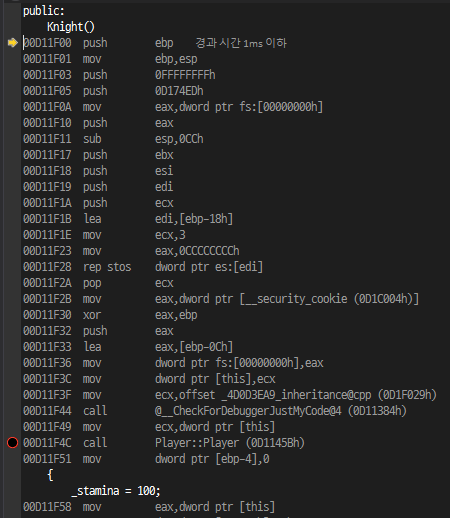 public:
Knight()
00D11F00 push ebp 경과 시간 1ms 이하
00D11F01 mov ebp,esp
00D11F03 push 0FFFFFFFFh
00D11F05 push 0D174EDh
00D11F0A mov eax,dword ptr fs:[00000000h]
00D11F10 push eax
00D11F11 sub esp,0CCh
00D11F17 push ebx
00D11F18 push esi
00D11F19 push edi
00D11F1A push ecx
00D11F1B lea edi,[ebp-18h]
00D11F1E mov ecx,3
00D11F23 mov eax,0CCCCCCCCh
00D11F28 rep stos dword ptr es:[edi]
00D11F2A pop ecx
00D11F2B mov eax,dword ptr [__security_cookie (0D1C004h)]
00D11F30 xor eax,ebp
00D11F32 push eax
00D11F33 lea eax,[ebp-0Ch]
00D11F36 mov dword ptr fs:[00000000h],eax
00D11F3C mov dword ptr [this],ecx
00D11F3F mov ecx,offset _4D0D3EA9_inheritance@cpp (0D1F029h)
00D11F44 call @__CheckForDebuggerJustMyCode@4 (0D11384h)
00D11F49 mov ecx,dword ptr [this]
00D11F4C call Player::Player (0D1145Bh)
00D11F51 mov dword ptr [ebp-4],0
{
_stamina = 100;
00D11F58 mov eax,dword ptr [this]